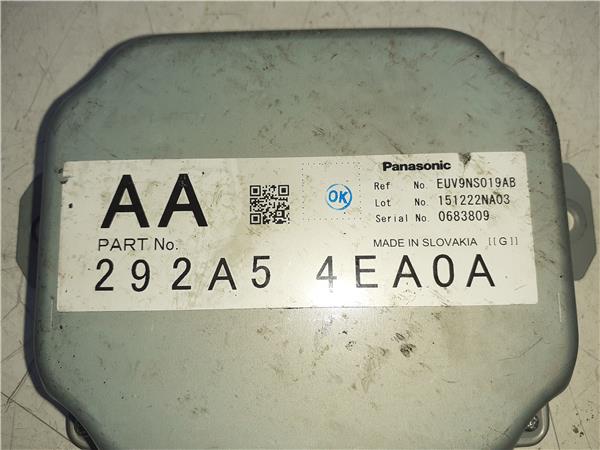 AA
PART No.
292A5 4EA0A
OK
Panasonic
Ref No. EUV9NS019AB
Lot No. 151222NA03
Serial No. 0683809
MADE IN SLOVAKIA [[G]]